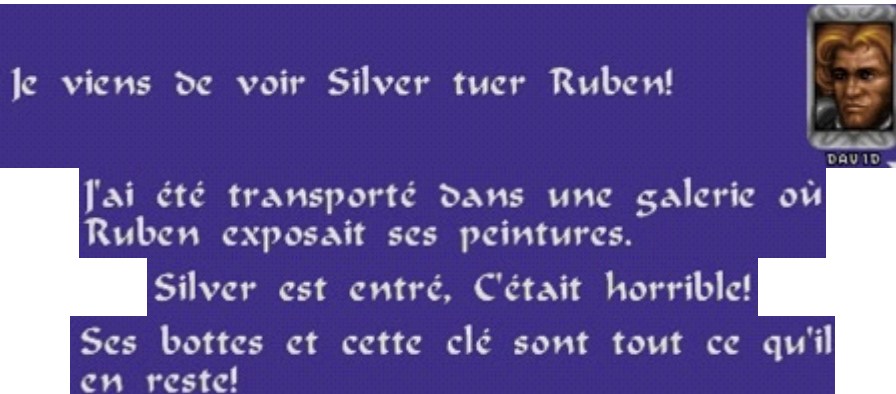 Je viens de voir Silver tuer Ruben!
DAVID
J'ai été transporté dans une galerie où
Ruben exposait ses peintures.
Silver est entré, C'était horrible!
Ses bottes et cette clé sont tout ce qu'il
en reste!